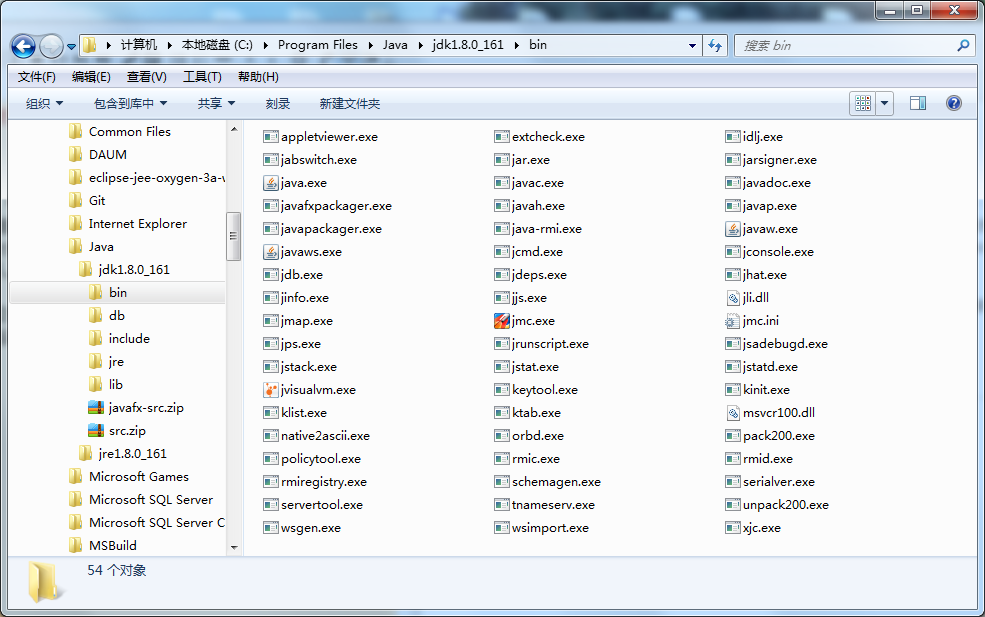 计算机 本地磁盘 (C:) Program Files Java jdk1.8.0_161 bin 搜索 bin
文件(F) 编辑(E) 查看(V) 工具(T) 帮助(H)
组织 包含到库中 共享 刻录 新建文件夹
Common Files
DAUM
eclipse-jee-oxygen-3a-v
Git
Internet Explorer
Java
jdk1.8.0_161
bin
db
include
jre
lib
javafx-src.zip
src.zip
jre1.8.0_161
Microsoft Games
Microsoft SQL Server
Microsoft SQL Server C
MSBuild
appletviewer.exe extcheck.exe idlj.exe
jabswitch.exe jar.exe jarsigner.exe
java.exe javac.exe javadoc.exe
javafxpackager.exe javah.exe javap.exe
javapackager.exe java-rmi.exe javaw.exe
javaws.exe jcmd.exe jconsole.exe
jdb.exe jdeps.exe jhat.exe
jinfo.exe jjs.exe jli.dll
jmap.exe jmc.exe jmc.ini
jps.exe jrunscript.exe jsadebugd.exe
jstack.exe jstat.exe jstatd.exe
jvisualvm.exe keytool.exe kinit.exe
klist.exe ktab.exe msvcr100.dll
native2ascii.exe orbd.exe pack200.exe
policytool.exe rmic.exe rmid.exe
rmiregistry.exe schemagen.exe serialver.exe
servertool.exe tnameserv.exe unpack200.exe
wsgen.exe wsimport.exe xjc.exe
54 个对象